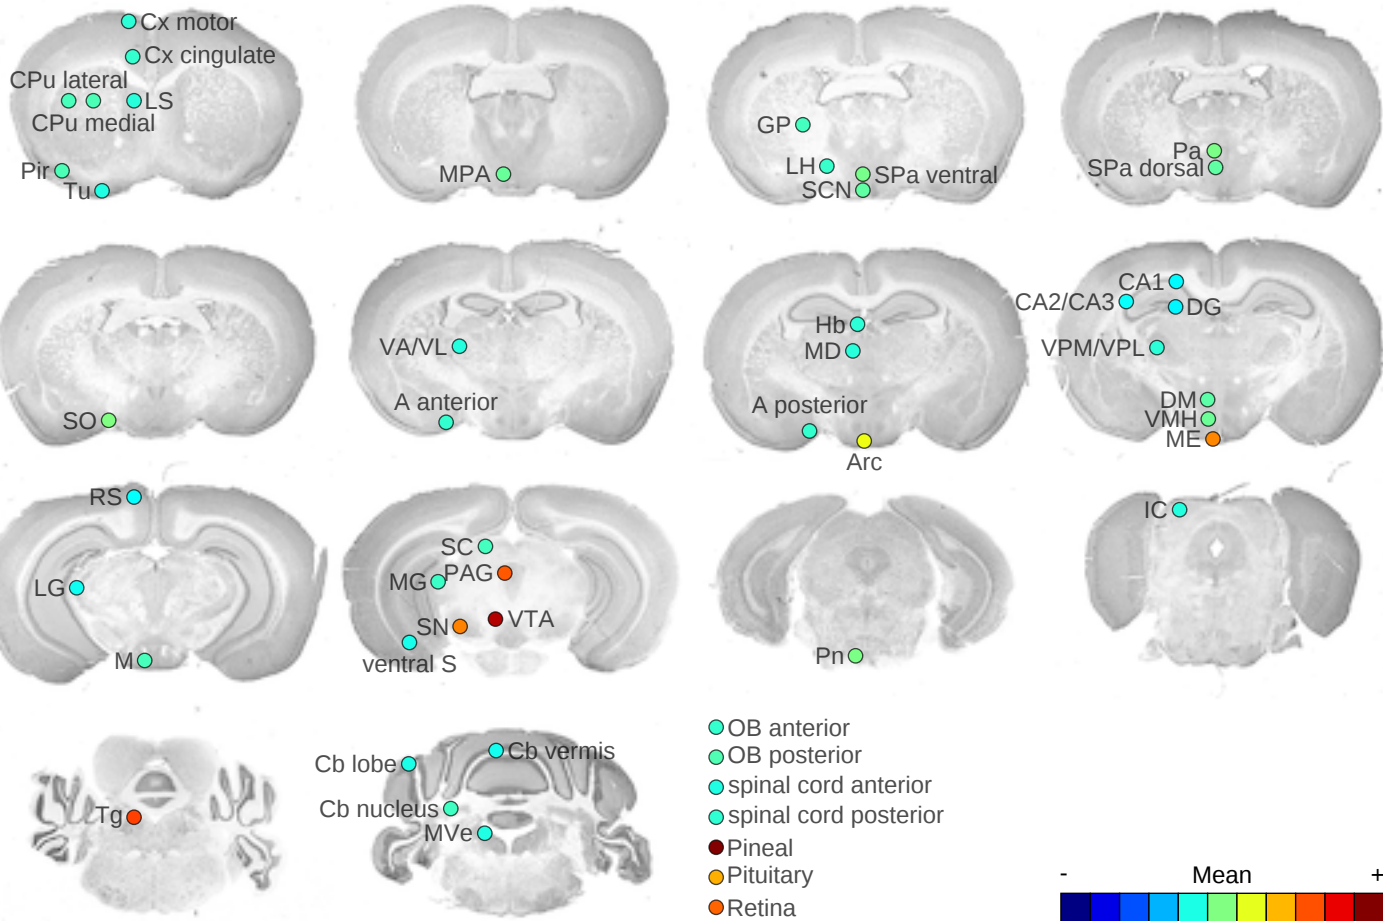 Cx motor
Cx cingulate
CPu lateral
LS
CPu medial
Pir
Tu
MPA
GP
LH
SPa ventral
SCN
Pa
SPa dorsal
SO
VA/VL
A anterior
Hb
MD
A posterior
Arc
CA1
CA2/CA3
DG
VPM/VPL
DM
VMH
ME
RS
LG
M
SC
MG
PAG
SN
VTA
ventral S
Pn
IC
Tg
Cb vermis
Cb lobe
Cb nucleus
MVe
OB anterior
OB posterior
spinal cord anterior
spinal cord posterior
Pineal
Pituitary
Retina
- Mean +